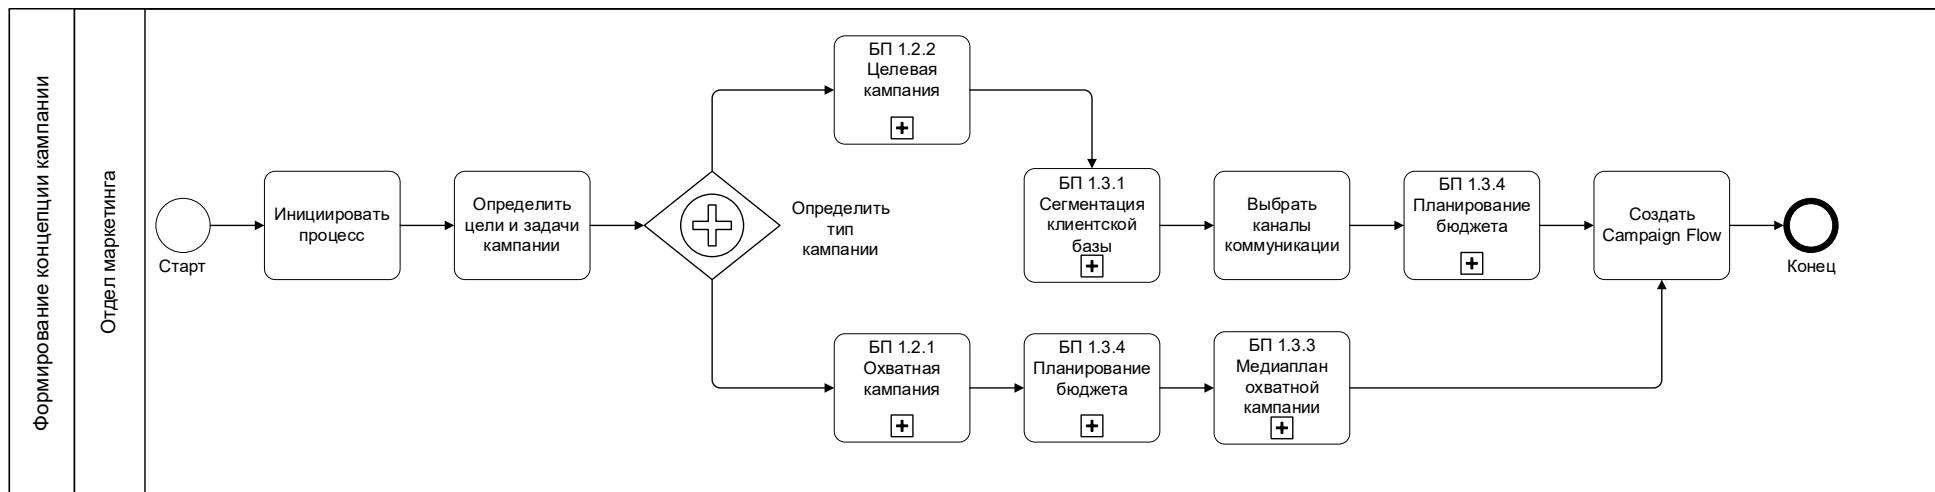 Формирование концепции кампании
Отдел маркетинга
Старт
Инициировать
процесс
Определить
цели и задачи
кампании
Определить
тип
кампании
БП 1.2.2
Целевая
кампания
БП 1.3.1
Сегментация
клиентской
базы
Выбрать
каналы
коммуникации
БП 1.3.4
Планирование
бюджета
БП 1.2.1
Охватная
кампания
БП 1.3.4
Планирование
бюджета
БП 1.3.3
Медиаплан
охватной
кампании
Создать
Campaign Flow
Конец